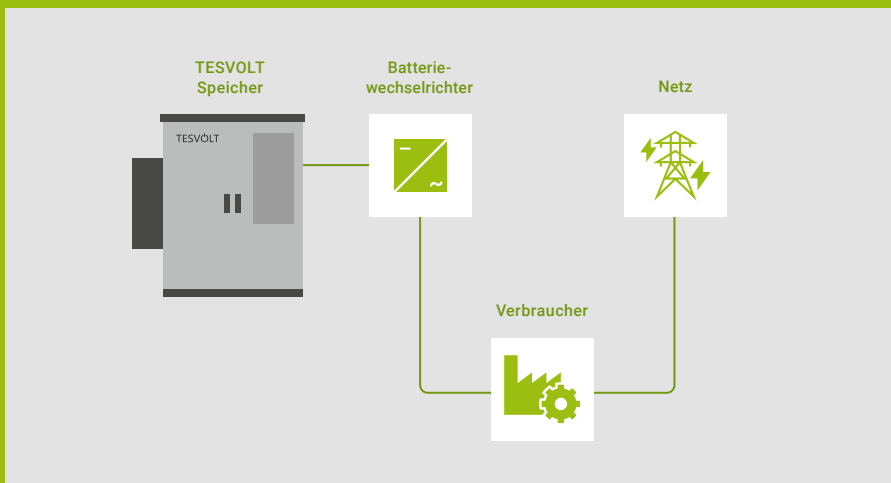 TESVOLT
Speicher
Batterie-
wechselrichter
Netz
TESVOLT
Verbraucher